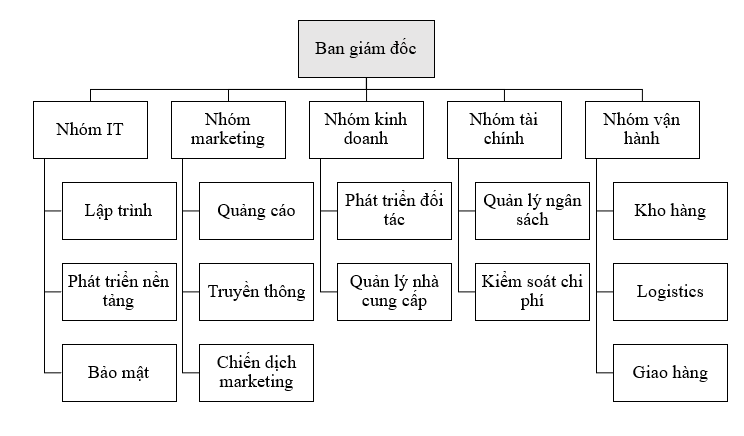 Ban giám đốc
Nhóm IT
Nhóm
marketing
Nhóm kinh
doanh
Nhóm tài
chính
Nhóm vận
hành
Lập trình
Quảng cáo
Phát triển đối
tác
Quản lý ngân
sách
Kho hàng
Phát triển nền
tảng
Truyền thông
Quản lý nhà
cung cấp
Kiểm soát chi
phí
Logistics
Bảo mật
Chiến dịch
marketing
Giao hàng